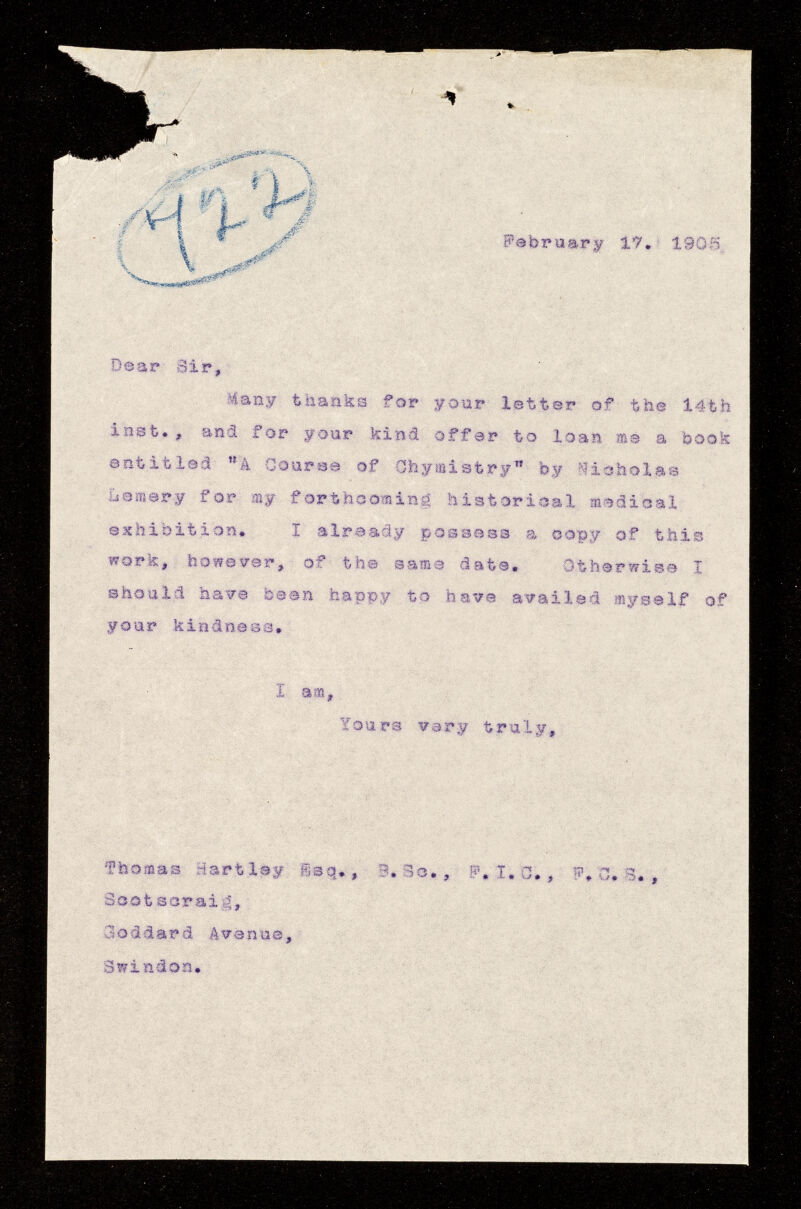 722
February 17. 1905.
Dear Sir,
Many thanks for your letter of the 14th
inst., and for your kind offer to loan me a book
entitled "A Course of Chymistry" by Nicholas
Lemery for my forthcoming historical medical
exhibition. I already possess a copy of this
work, however, of the same date. Otherwise I
should have been happy to have availed myself of
your kindness.
I am,
Yours very truly,
Thomas Hartley Esq., B.Sc., F.I.C., F.C.S.,
Scotscraig,
Goddard Avenue,
Swindon.